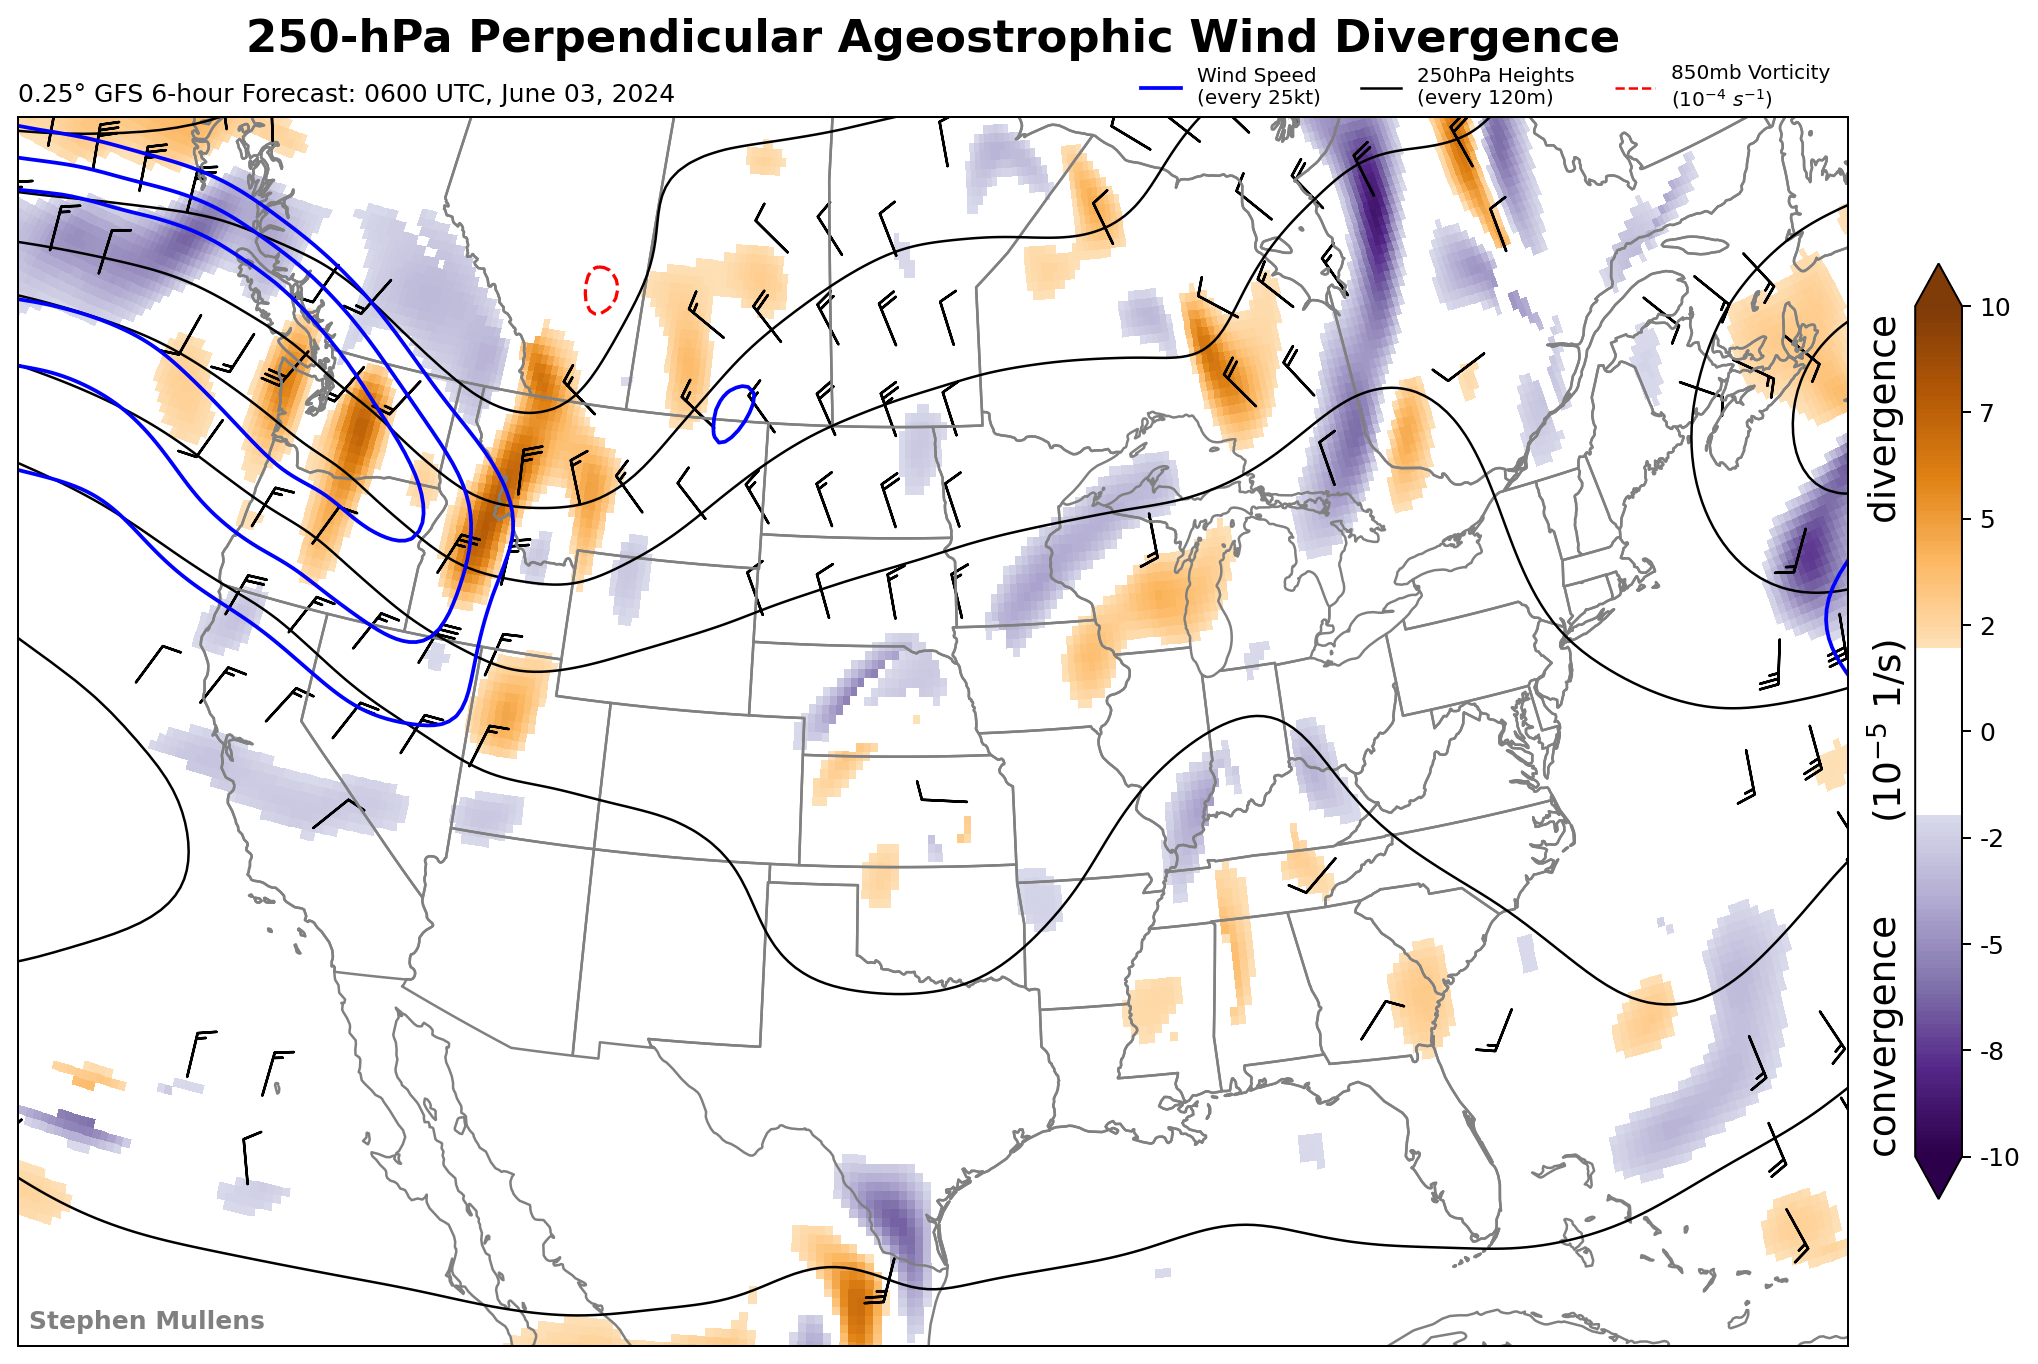 250-hPa Perpendicular Ageostrophic Wind Divergence
0.25° GFS 6-hour Forecast: 0600 UTC, June 03, 2024
Wind Speed
(every 25kt)
250hPa Heights
(every 120m)
850mb Vorticity
(10⁻⁴ s⁻¹)
10
7
5
2
0
-2
-5
-8
-10
convergence (10⁻⁵ 1/s) divergence
Stephen Mullens